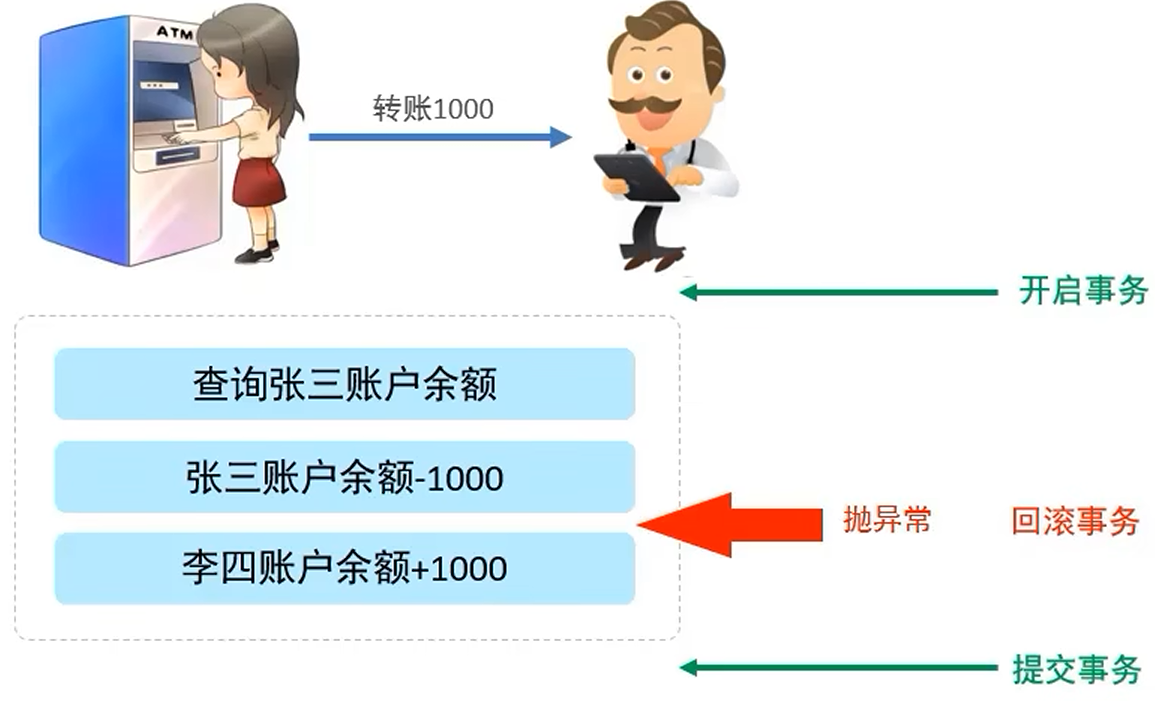 ATM
转账1000
开启事务
查询张三账户余额
张三账户余额-1000
抛异常 回滚事务
李四账户余额+1000
提交事务